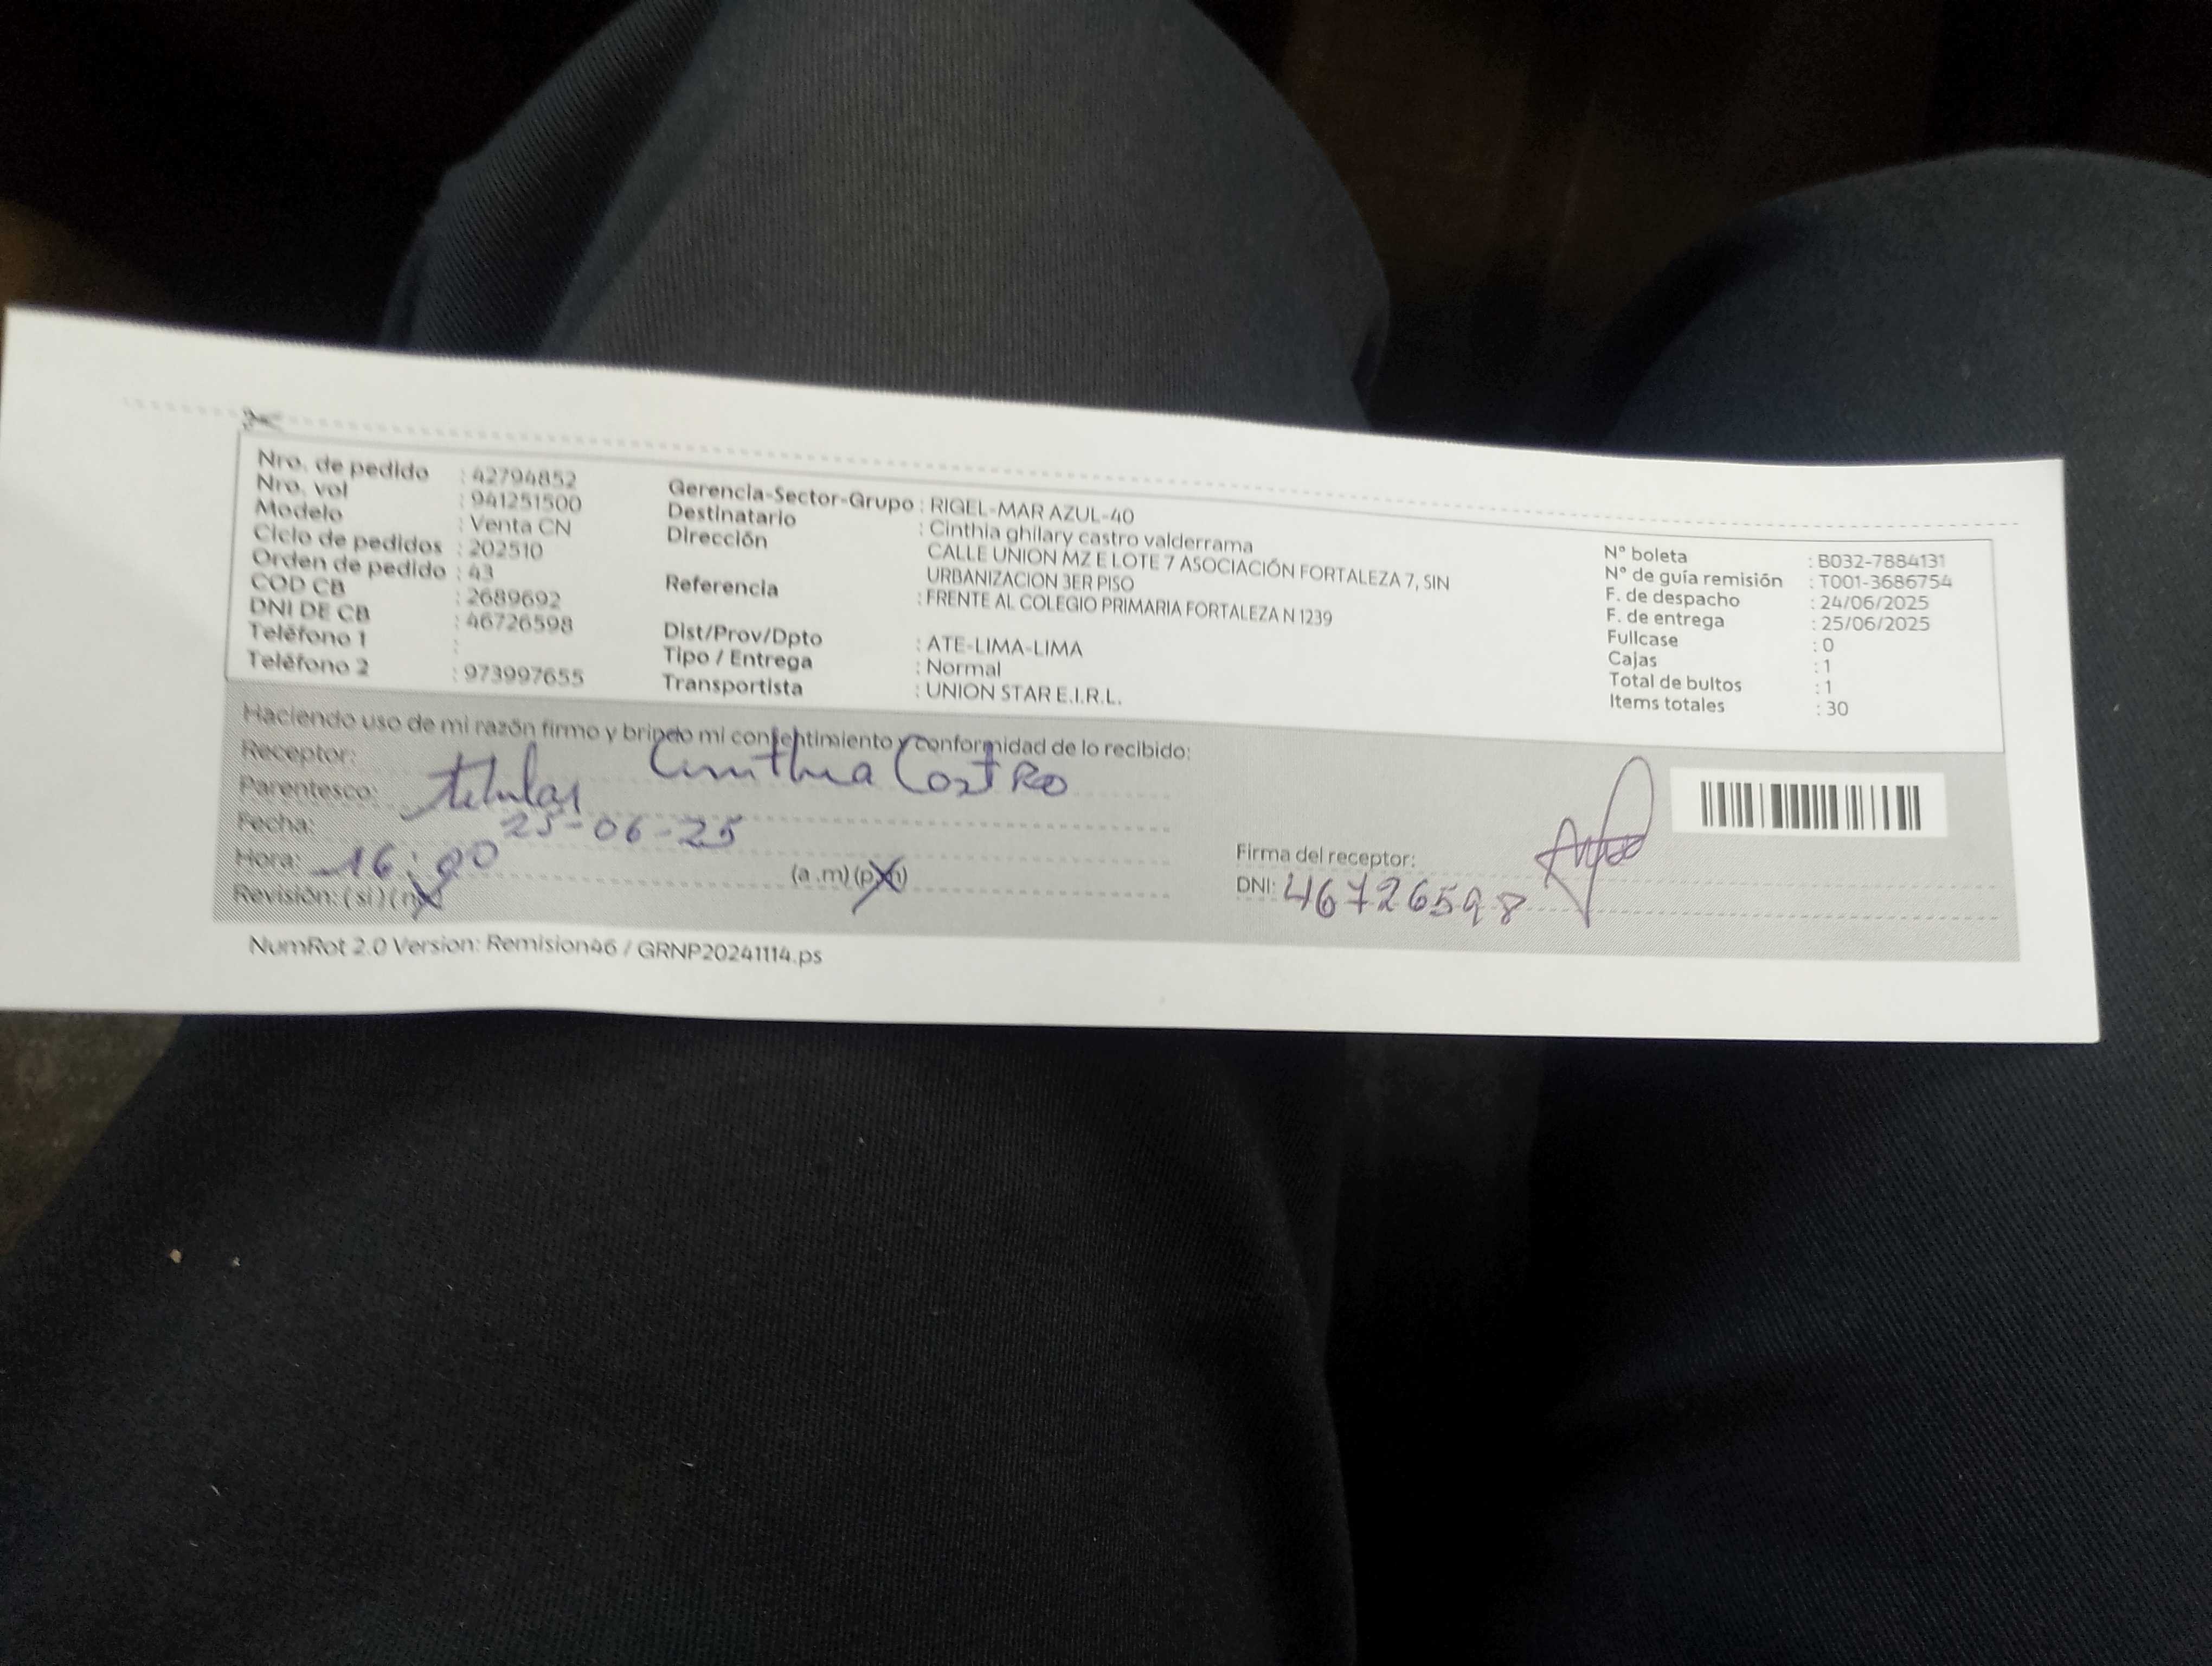 Nro. de pedido : 42794852
Nro. vol : 941251500
Modelo : Venta CN
Ciclo de pedidos : 202510
Orden de pedido : 43
COD CB : 2689692
DNI DE CB : 46726598
Teléfono 1 :
Teléfono 2 : 973997655
Gerencia-Sector-Grupo : RIGEL-MAR AZUL-40
Destinatario : Cinthia ghilary castro valderrama
Dirección CALLE UNION MZ E LOTE 7 ASOCIACIÓN FORTALEZA 7, SIN
URBANIZACION 3ER PISO
Referencia : FRENTE AL COLEGIO PRIMARIA FORTALEZA N 1239
Dist/Prov/Dpto : ATE-LIMA-LIMA
Tipo / Entrega : Normal
Transportista : UNION STAR E.I.R.L.
N° boleta : B032-7884131
N° de guía remisión : T001-3686754
F. de despacho : 24/06/2025
F. de entrega : 25/06/2025
Fullcase : 0
Cajas : 1
Total de bultos : 1
Items totales : 30
Haciendo uso de mi razón firmo y brindo mi consentimiento y conformidad de lo recibido:
Receptor: Cinthia Castro
Parentesco: titular
Fecha: 25-06-25
Hora: 16:00 (a .m) (p.m)
Revisión: ( si ) ( no )
Firma del receptor:
DNI: 46726598
NumRot 2.0 Version: Remision46 / GRNP20241114.ps